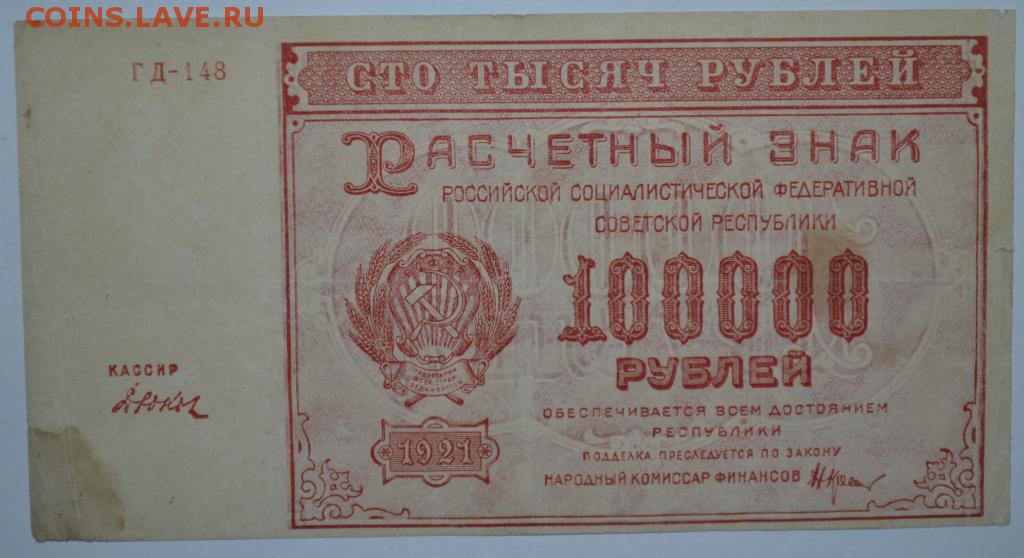 COINS.LAVE.RU
ГД-148
СТО ТЫСЯЧ РУБЛЕЙ
РАСЧЕТНЫЙ ЗНАК
РОССИЙСКОЙ СОЦИАЛИСТИЧЕСКОЙ ФЕДЕРАТИВНОЙ
СОВЕТСКОЙ РЕСПУБЛИКИ
100000
РУБЛЕЙ
КАССИР
ОБЕСПЕЧИВАЕТСЯ ВСЕМ ДОСТОЯНИЕМ
РЕСПУБЛИКИ
1921
ПОДДЕЛКА ПРЕСЛЕДУЕТСЯ ПО ЗАКОНУ
НАРОДНЫЙ КОМИССАР ФИНАНСОВ